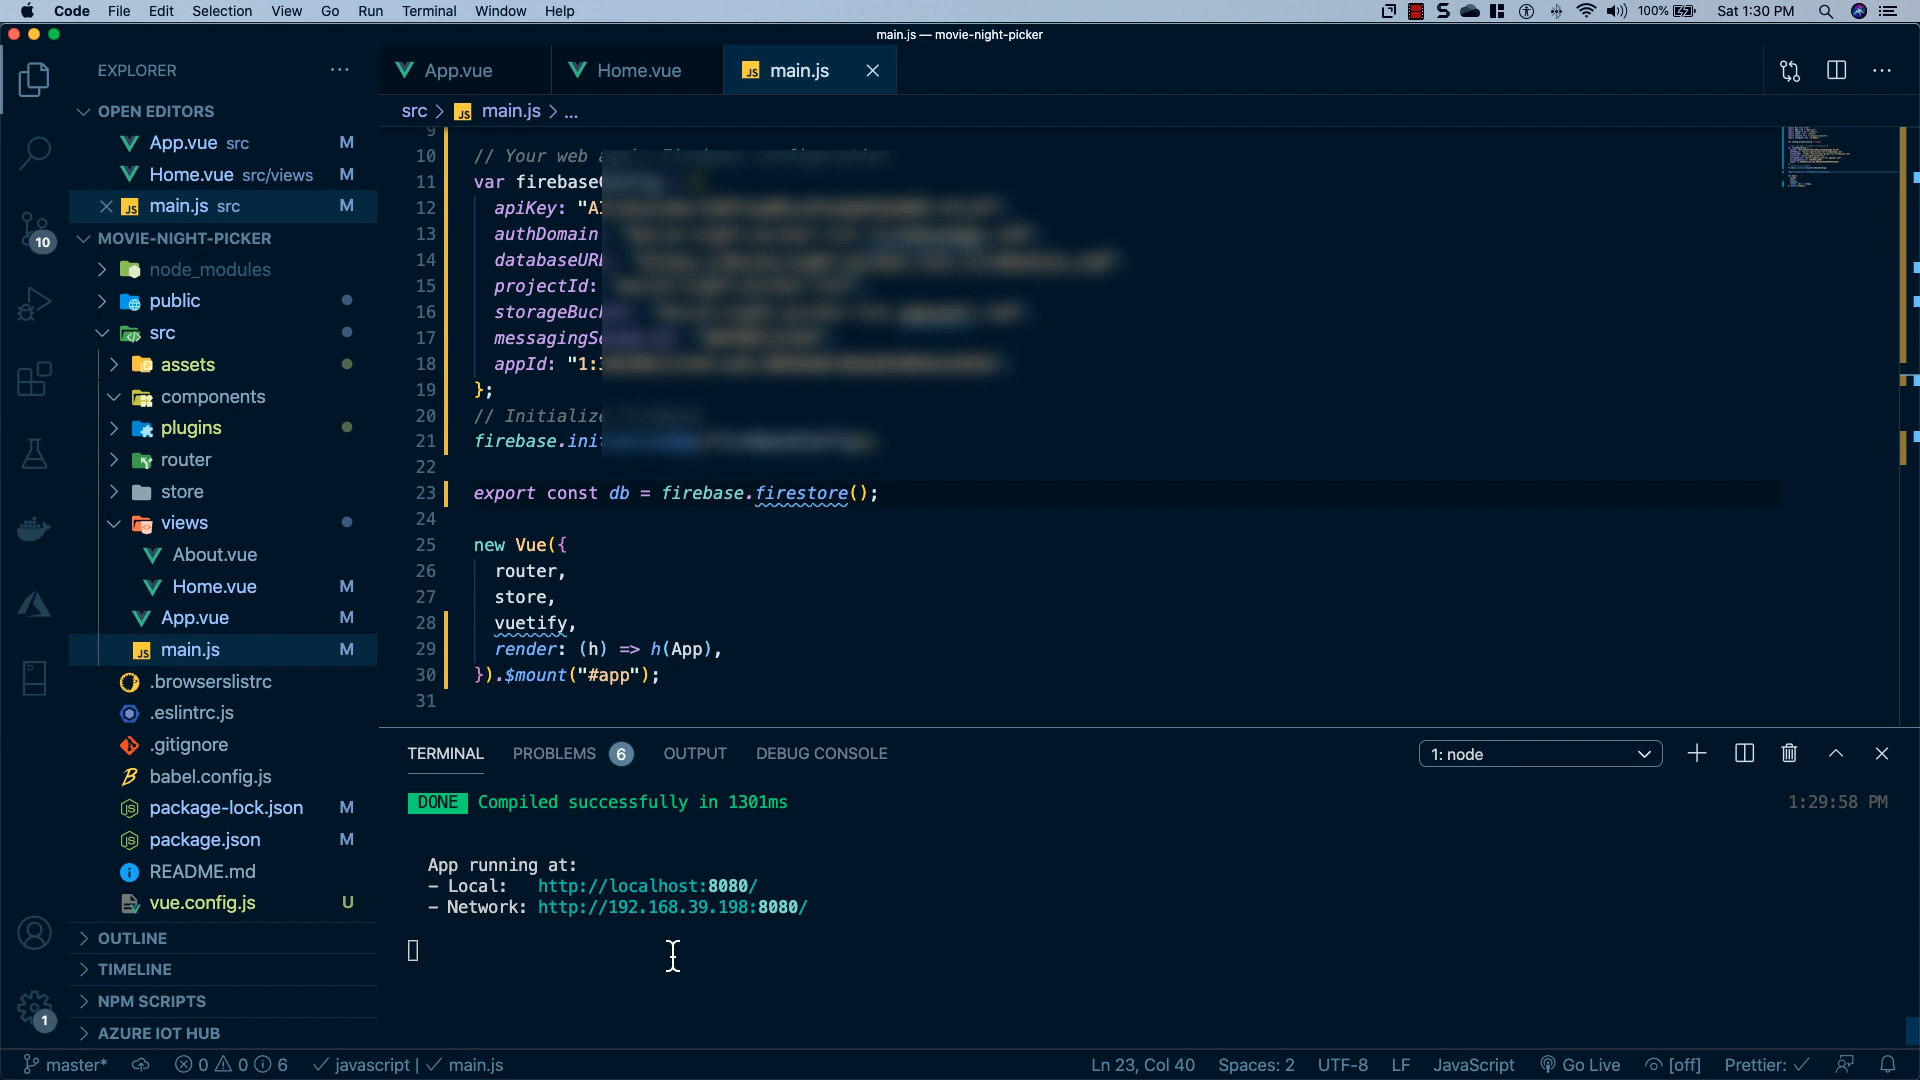 Code File Edit Selection View Go Run Terminal Window Help
100% Sat 1:30 PM
main.js — movie-night-picker
EXPLORER
App.vue Home.vue main.js
src > main.js > ...
OPEN EDITORS
App.vue src M
Home.vue src/views M
main.js src M
MOVIE-NIGHT-PICKER
node_modules
public
src
assets
components
plugins
router
store
views
About.vue
Home.vue M
App.vue M
main.js M
.browserslistrc
.eslintrc.js
.gitignore
babel.config.js
package-lock.json M
package.json M
README.md
vue.config.js U
OUTLINE
TIMELINE
NPM SCRIPTS
AZURE IOT HUB
10
1
9
10 // Your web
11 var
12 apiKey:
13 authDomain
14
15 projectId:
16
17
18 appId: "1:
19 };
20 //
21
22
23 export const db = firebase.firestore();
24
25 new Vue({
26 router,
27 store,
28 vuetify,
29 render: (h) => h(App),
30 }).$mount("#app");
31
TERMINAL PROBLEMS 6 OUTPUT DEBUG CONSOLE 1: node
DONE Compiled successfully in 1301ms 1:29:58 PM
App running at:
- Local: http://localhost:8080/
- Network: http://192.168.39.198:8080/
master* 0 0 6 javascript | main.js Ln 23, Col 40 Spaces: 2 UTF-8 LF JavaScript Go Live [off] Prettier: ✓